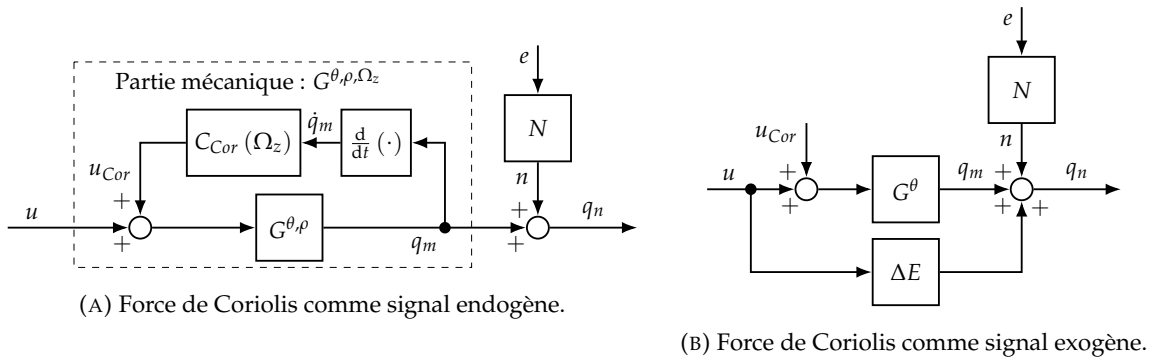 e
Partie mécanique : G^{θ,ρ,Ω_z}
N
C_{Cor} (Ω_z)
q̇_m
d/dt (·)
u_{Cor}
n
+
+
u
+
G^{θ,ρ}
q_m
+
q_n
(A) Force de Coriolis comme signal endogène.
e
N
u_{Cor}
n
u
+
+
G^θ
q_m
+
+
q_n
+
ΔE
(B) Force de Coriolis comme signal exogène.